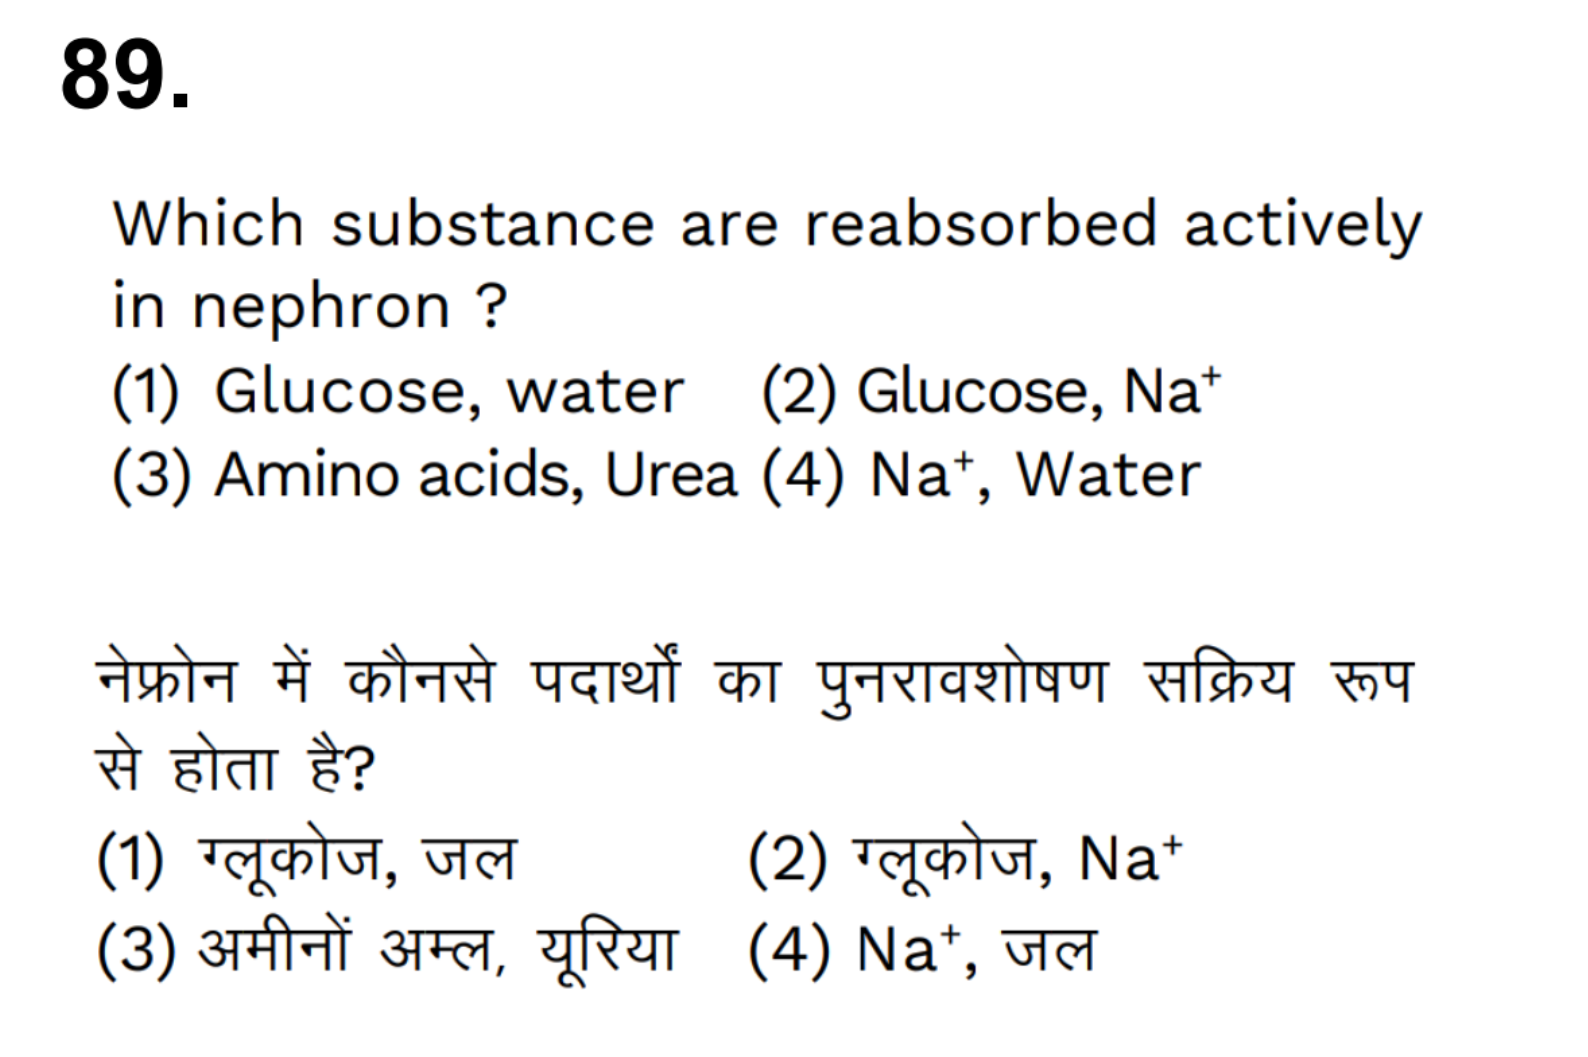 89.
Which substance are reabsorbed actively
in nephron ?
(1) Glucose, water (2) Glucose, Na⁺
(3) Amino acids, Urea (4) Na⁺, Water
नेफ्रोन में कौनसे पदार्थों का पुनरावशोषण सक्रिय रूप
से होता है?
(1) ग्लूकोज, जल (2) ग्लूकोज, Na⁺
(3) अमीनों अम्ल, यूरिया (4) Na⁺, जल